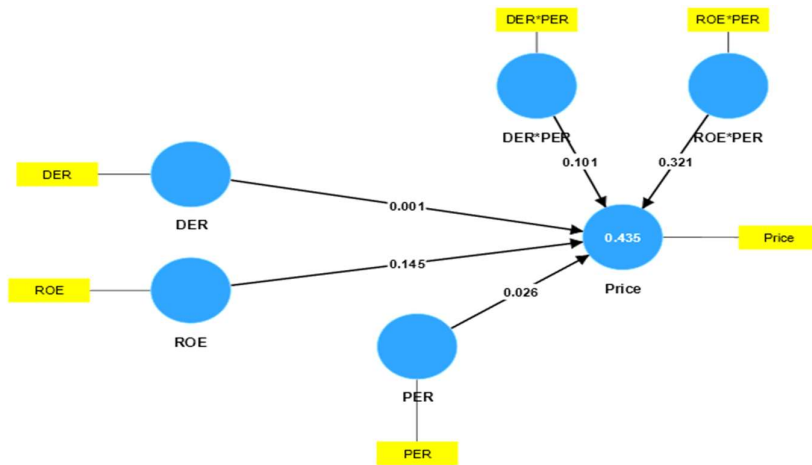 DER*PER
ROE*PER
DER*PER
ROE*PER
0.101
0.321
DER
DER
0.001
0.435
Price
Price
ROE
0.145
ROE
0.026
PER
PER